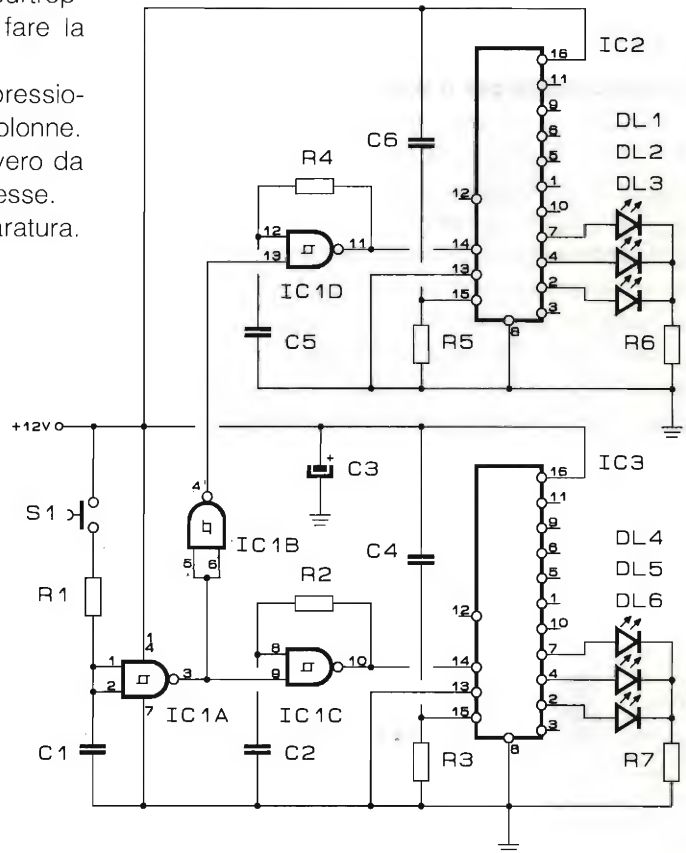 fare la
pressio-
olonne.
vero da
esse.
aratura.
16
IC2
11
9
6
5
1
10
7
4
2
3
8
12
14
13
15
DL1
DL2
DL3
C6
R4
12
13
11
IC1D
C5
R5
R6
+12V
S1
R1
C1
1
2
3
14
7
IC1A
4
5
6
IC1B
C3
R2
8
9
10
IC1C
C2
C4
R3
R7
16
IC3
11
9
6
5
1
10
7
4
2
3
8
12
14
13
15
DL4
DL5
DL6